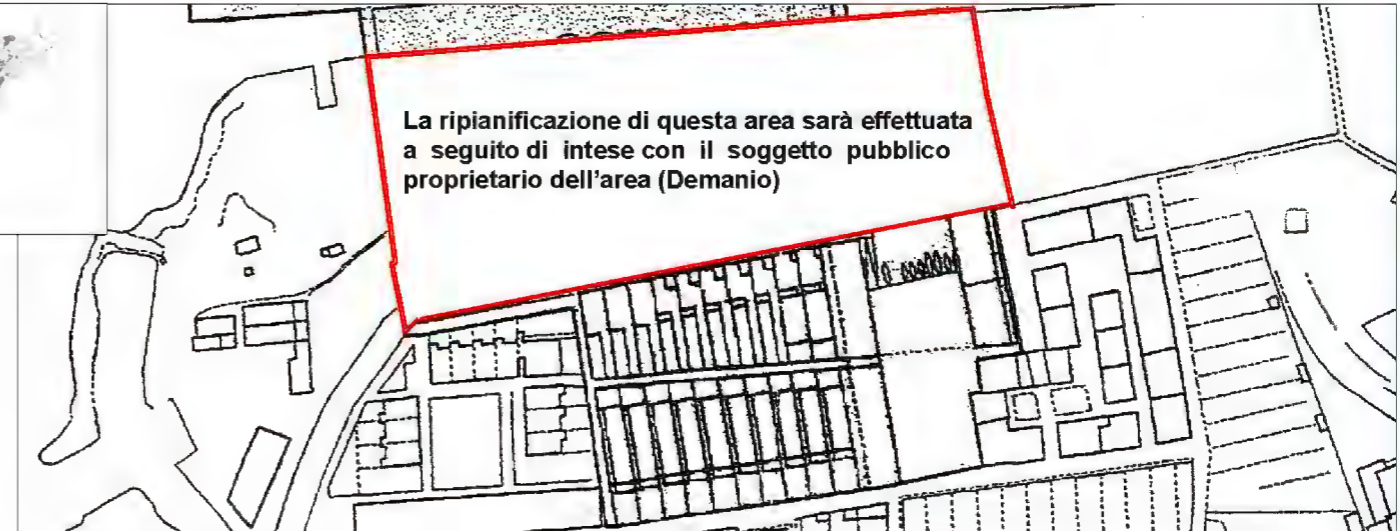 La ripianificazione di questa area sarà effettuata
a seguito di intese con il soggetto pubblico
proprietario dell'area (Demanio)